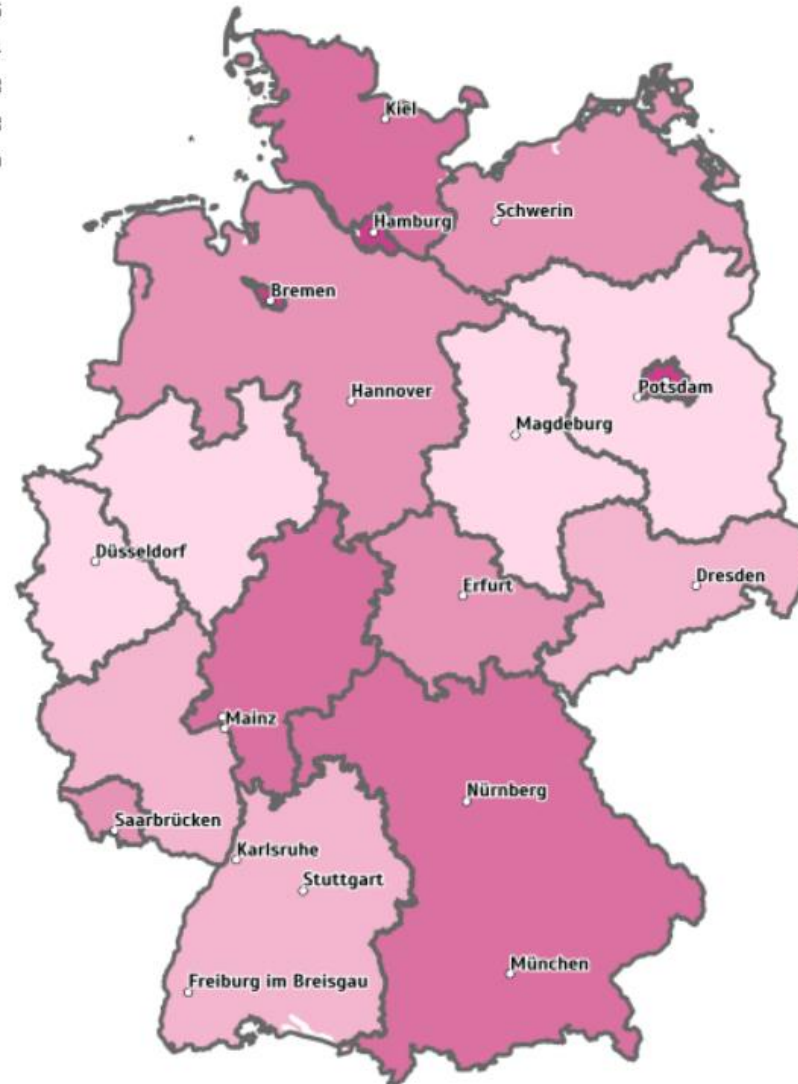 Kiel
Schwerin
Hamburg
Bremen
Hannover
Potsdam
Magdeburg
Düsseldorf
Erfurt
Dresden
Mainz
Nürnberg
Saarbrücken
Karlsruhe
Stuttgart
München
Freiburg im Breisgau